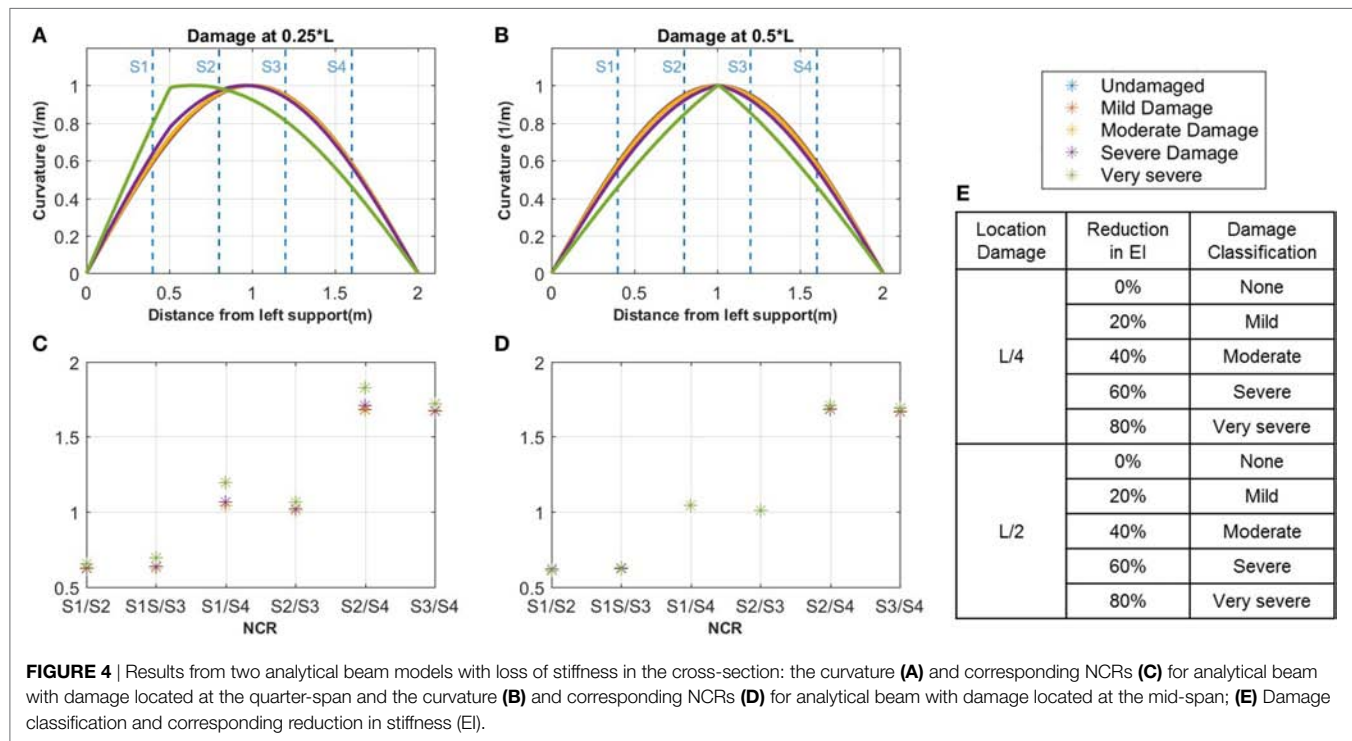 A
Damage at 0.25*L
S1
S2
S3
S4
1
0.8
0.6
0.4
0.2
0
Curvature (1/m)
0
0.5
1
1.5
2
Distance from left support(m)
B
Damage at 0.5*L
S1
S2
S3
S4
1
0.8
0.6
0.4
0.2
0
Curvature (1/m)
0
0.5
1
1.5
2
Distance from left support(m)
Undamaged
Mild Damage
Moderate Damage
Severe Damage
Very severe
C
2
1.5
1
0.5
S1/S2
S1S/S3
S1/S4
S2/S3
S2/S4
S3/S4
NCR
D
2
1.5
1
0.5
S1/S2
S1S/S3
S1/S4
S2/S3
S2/S4
S3/S4
NCR
E
Location Damage
Reduction in EI
Damage Classification
L/4
0% None
20% Mild
40% Moderate
60% Severe
80% Very severe
L/2
0% None
20% Mild
40% Moderate
60% Severe
80% Very severe
FIGURE 4 | Results from two analytical beam models with loss of stiffness in the cross-section: the curvature (A) and corresponding NCRs (C) for analytical beam
with damage located at the quarter-span and the curvature (B) and corresponding NCRs (D) for analytical beam with damage located at the mid-span; (E) Damage
classification and corresponding reduction in stiffness (EI).